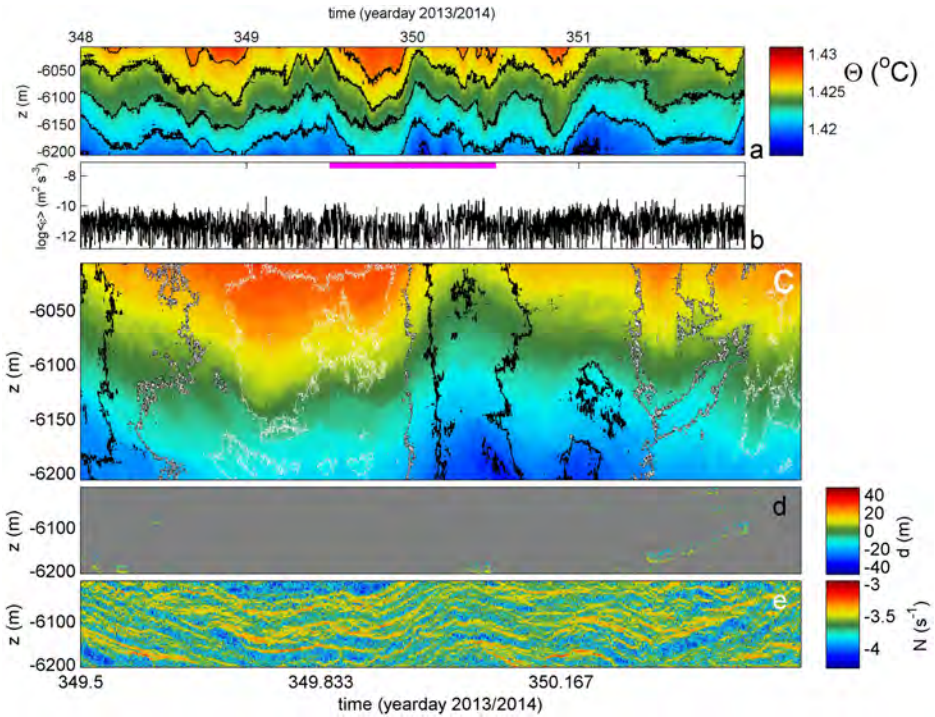 time (yearday 2013/2014)
348 349 350 351
-6050
-6100
-6150
-6200
z (m)
a
1.43
1.425
1.42
Θ (°C)
-8
-10
-12
log<ε> (m² s⁻³)
b
-6050
-6100
-6150
-6200
z (m)
C
-6100
-6200
z (m)
d
40
20
0
-20
-40
d (m)
-6100
-6200
z (m)
e
-3
-3.5
-4
N (s⁻¹)
349.5 349.833 350.167
time (yearday 2013/2014)